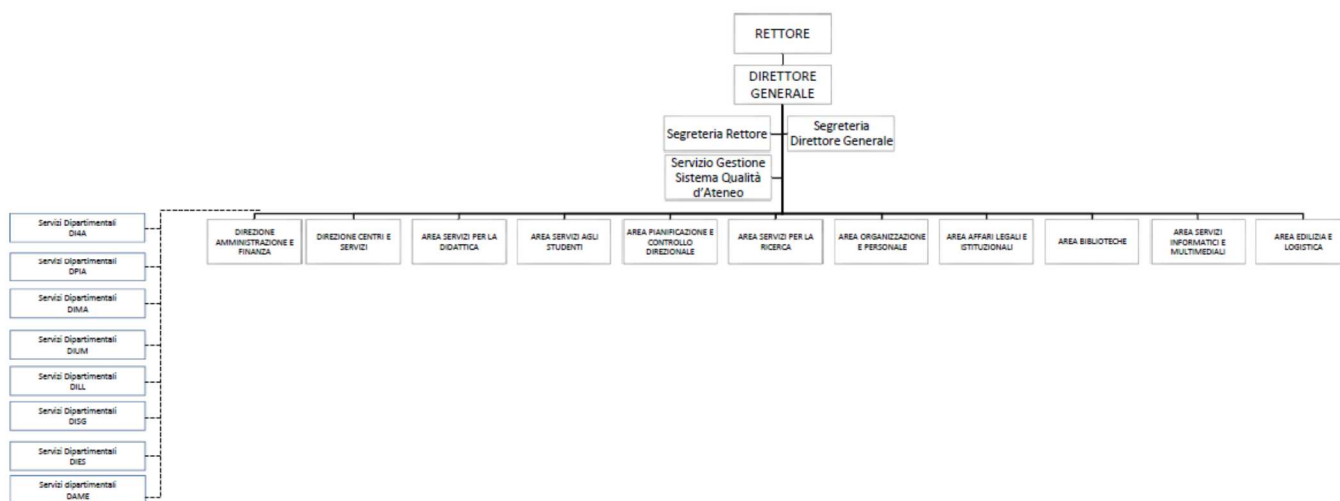 RETTORE
DIRETTORE
GENERALE
Segreteria Rettore
Segreteria
Direttore Generale
Servizio Gestione
Sistema Qualità
d'Ateneo
DIREZIONE
AMMINISTRAZIONE E
FINANZA
DIREZIONE CENTRI E
SERVIZI
AREA SERVIZI PER LA
DIDATTICA
AREA SERVIZI AGLI
STUDENTI
AREA PIANIFICAZIONE E
CONTROLLO
DIREZIONALE
AREA SERVIZI PER LA
RICERCA
AREA ORGANIZZAZIONE
E PERSONALE
AREA AFFARI LEGALI E
ISTITUZIONALI
AREA BIBLIOTECHE
AREA SERVIZI
INFORMATICI E
MULTIMEDIALI
AREA EDILIZIA E
LOGISTICA
Servizi Dipartimentali
DI4A
Servizi Dipartimentali
DPIA
Servizi Dipartimentali
DIMA
Servizi Dipartimentali
DIUM
Servizi Dipartimentali
DILL
Servizi Dipartimentali
DISG
Servizi Dipartimentali
DIES
Servizi dipartimentali
DAME